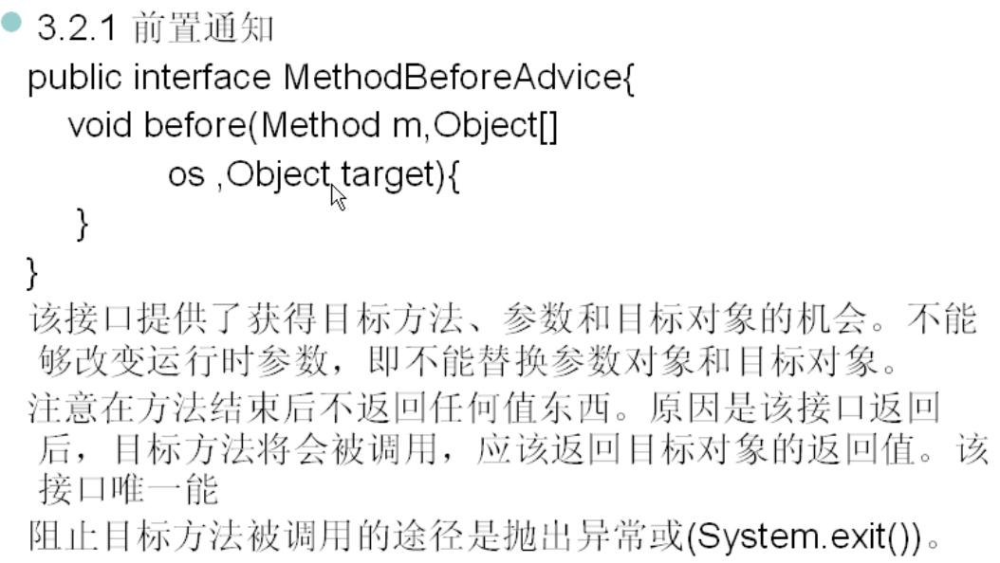 3.2.1 前置通知
public interface MethodBeforeAdvice{
void before(Method m,Object[]
os ,Object target){
}
}
该接口提供了获得目标方法、参数和目标对象的机会。不能
够改变运行时参数，即不能替换参数对象和目标对象。
注意在方法结束后不返回任何值东西。原因是该接口返回
后，目标方法将会被调用，应该返回目标对象的返回值。该
接口唯一能
阻止目标方法被调用的途径是抛出异常或(System.exit())。